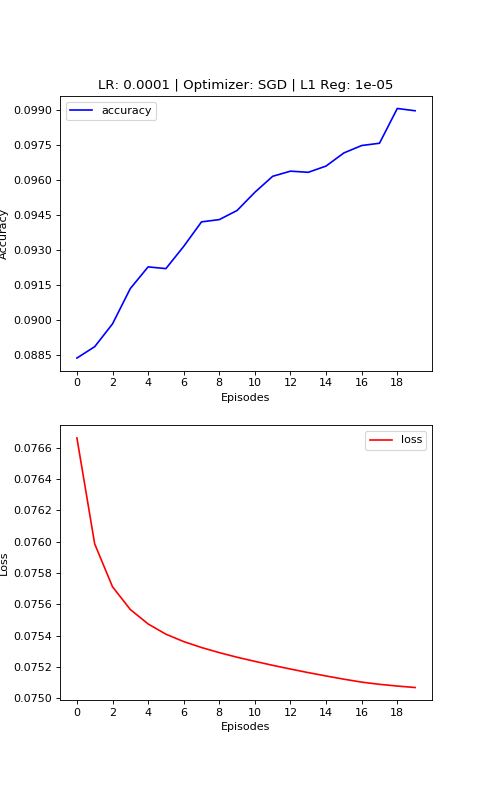 LR: 0.0001 | Optimizer: SGD | L1 Reg: 1e-05
accuracy
0.0990
0.0975
0.0960
0.0945
0.0930
0.0915
0.0900
0.0885
Accuracy
0 2 4 6 8 10 12 14 16 18
Episodes
loss
0.0766
0.0764
0.0762
0.0760
0.0758
0.0756
0.0754
0.0752
0.0750
Loss
0 2 4 6 8 10 12 14 16 18
Episodes